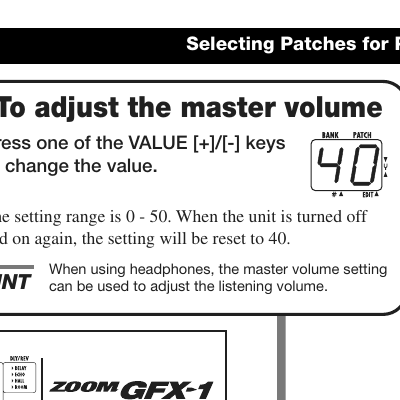 Selecting Patches for
To adjust the master volume
ress one of the VALUE [+]/[-] keys
change the value.
BANK PATCH
40
# EDIT
e setting range is 0 - 50. When the unit is turned off
d on again, the setting will be reset to 40.
INT
When using headphones, the master volume setting
can be used to adjust the listening volume.
DLY/REV
DELAY
ECHO
HALL
ROOM
ZOOM GFX-1